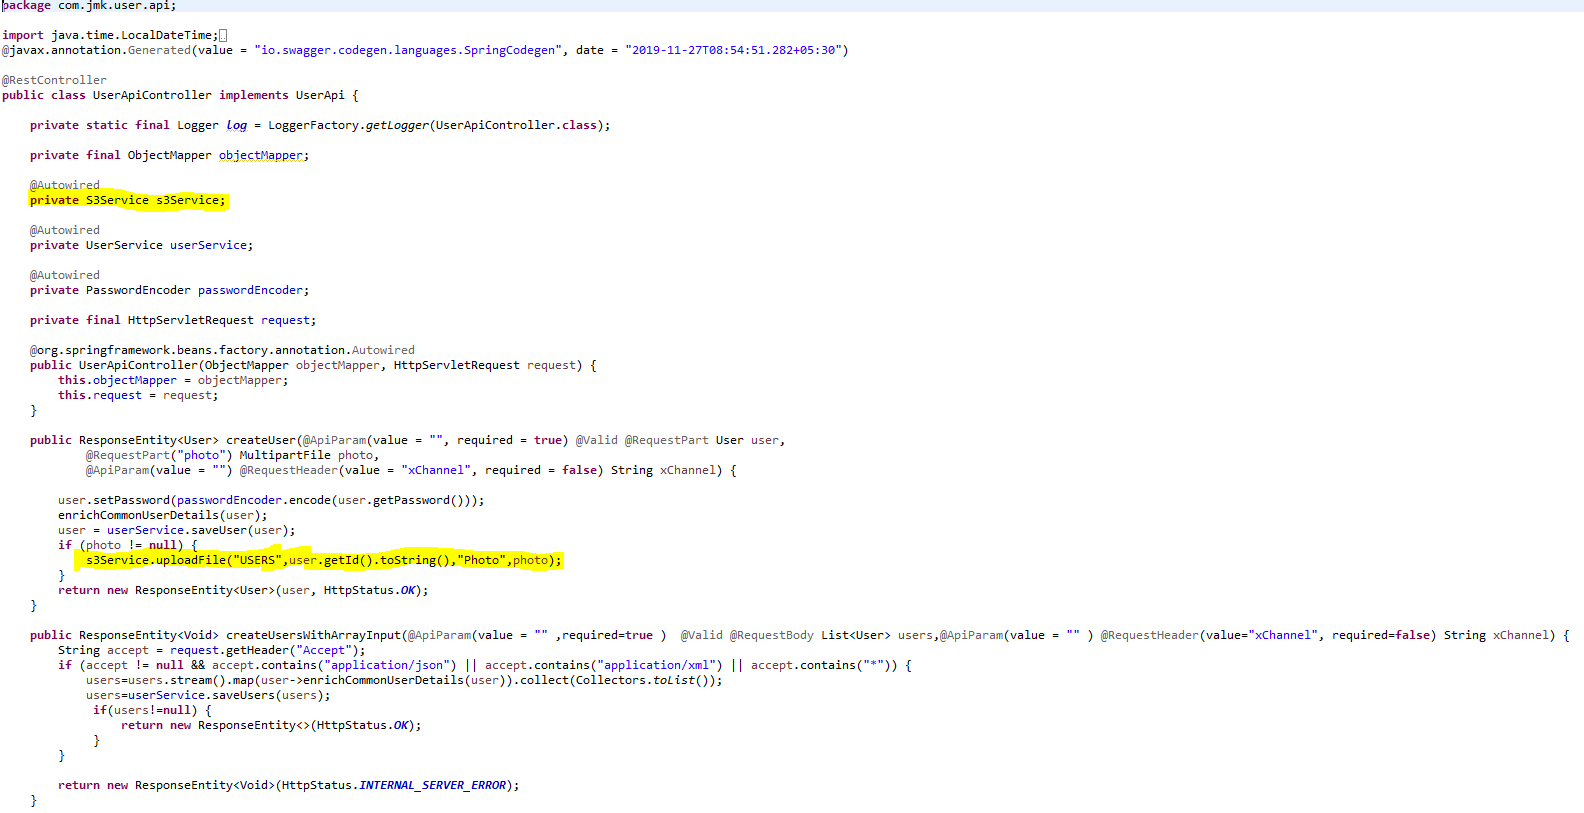 package com.jmk.user.api;
import java.time.LocalDateTime;
@javax.annotation.Generated(value = "io.swagger.codegen.languages.SpringCodegen", date = "2019-11-27T08:54:51.282+05:30")
@RestController
public class UserApiController implements UserApi {
private static final Logger log = LoggerFactory.getLogger(UserApiController.class);
private final ObjectMapper objectMapper;
@Autowired
private S3Service s3Service;
@Autowired
private UserService userService;
@Autowired
private PasswordEncoder passwordEncoder;
private final HttpServletRequest request;
@org.springframework.beans.factory.annotation.Autowired
public UserApiController(ObjectMapper objectMapper, HttpServletRequest request) {
this.objectMapper = objectMapper;
this.request = request;
}
public ResponseEntity<User> createUser(@ApiParam(value = "", required = true) @Valid @RequestPart User user,
@RequestPart("photo") MultipartFile photo,
@ApiParam(value = "") @RequestHeader(value = "xChannel", required = false) String xChannel) {
user.setPassword(passwordEncoder.encode(user.getPassword()));
enrichCommonUserDetails(user);
user = userService.saveUser(user);
if (photo != null) {
s3Service.uploadFile("USERS",user.getId().toString(),"Photo",photo);
}
return new ResponseEntity<User>(user, HttpStatus.OK);
}
public ResponseEntity<Void> createUsersWithArrayInput(@ApiParam(value = "" ,required=true )  @Valid @RequestBody List<User> users,@ApiParam(value = "" ) @RequestHeader(value="xChannel", required=false) String xChannel) {
String accept = request.getHeader("Accept");
if (accept != null && accept.contains("application/json") || accept.contains("application/xml") || accept.contains("*")) {
users=users.stream().map(user->enrichCommonUserDetails(user)).collect(Collectors.toList());
users=userService.saveUsers(users);
if(users!=null) {
return new ResponseEntity<>(HttpStatus.OK);
}
}
return new ResponseEntity<Void>(HttpStatus.INTERNAL_SERVER_ERROR);
}